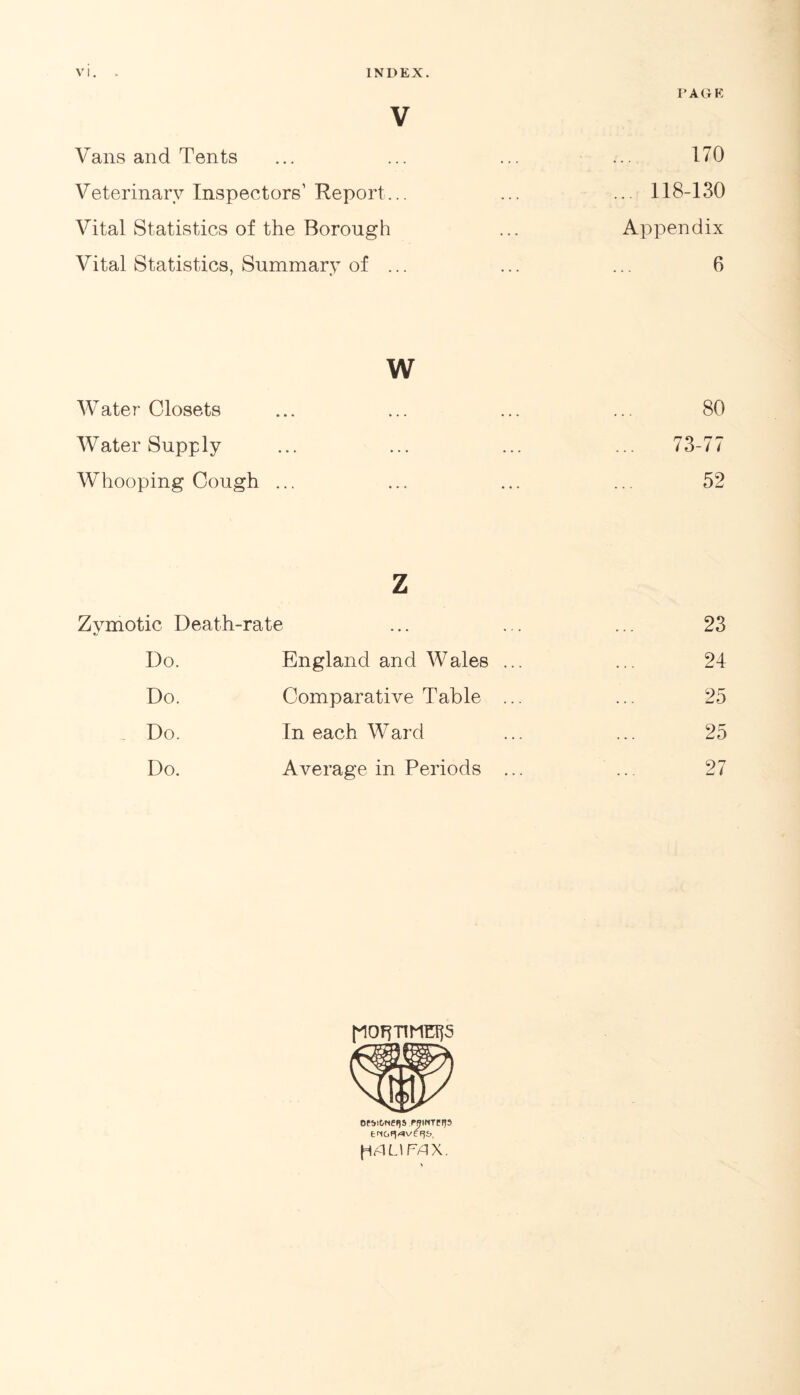 vi. . INDEX.
PAGE
V
Vans and Tents ... ... ... ... 170
Veterinary Inspectors' Report... ... ... 118-130
Vital Statistics of the Borough ... Appendix
Vital Statistics, Summary of ... ... ... 6
W
Water Closets ... ... ... ... 80
Water Supply ... ... ... ... 73-77
Whooping Cough ... ... ... ... 52
Z
Zymotic Death-rate ... ... ... 23
Do. England and Wales ... ... 24
Do. Comparative Table ... ... 25
Do. In each Ward ... ... 25
Do. Average in Periods ... ... 27
MORTIMERS
DESIGNERS PRINTERS
ENGRAVERS,
HALIFAX.